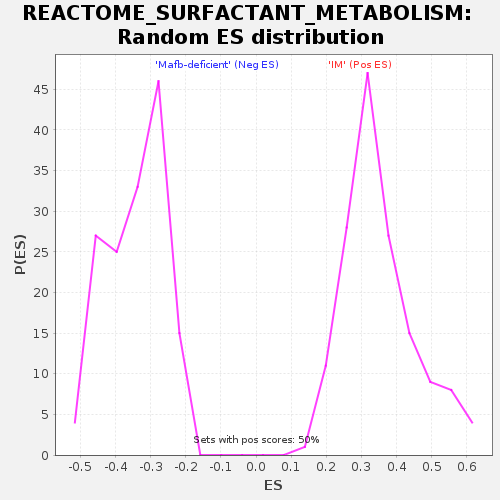 REACTOME_SURFACTANT_METABOLISM:
Random ES distribution
'Mafb-deficient' (Neg ES)
'IM' (Pos ES)
45
40
35
30
25
20
15
10
5
0
P(ES)
Sets with pos scores: 50%
-0.5 -0.4 -0.3 -0.2 -0.1 0.0 0.1 0.2 0.3 0.4 0.5 0.6
ES